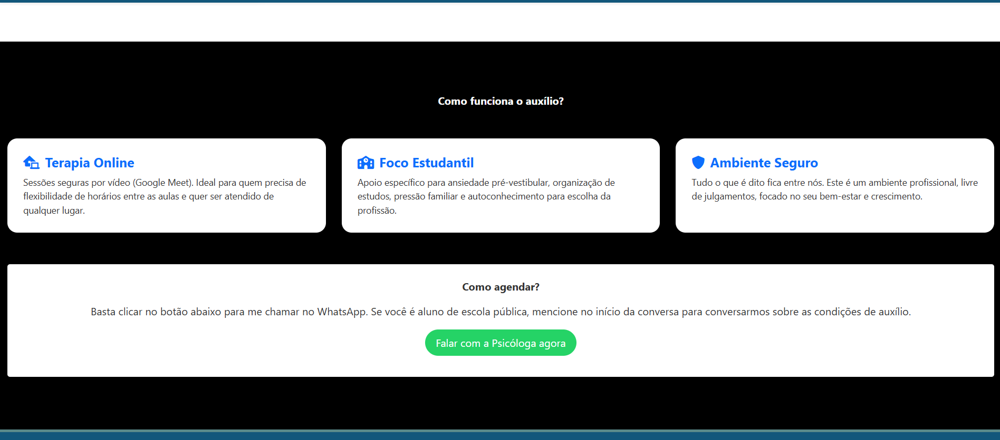 Como funciona o auxílio?
Terapia Online
Sessões seguras por vídeo (Google Meet). Ideal para quem precisa de
flexibilidade de horários entre as aulas e quer ser atendido de
qualquer lugar.
Foco Estudantil
Apoio específico para ansiedade pré-vestibular, organização de
estudos, pressão familiar e autoconhecimento para escolha da
profissão.
Ambiente Seguro
Tudo o que é dito fica entre nós. Este é um ambiente profissional, livre
de julgamentos, focado no seu bem-estar e crescimento.
Como agendar?
Basta clicar no botão abaixo para me chamar no WhatsApp. Se você é aluno de escola pública, mencione no início da conversa para conversarmos sobre as condições de auxílio.
Falar com a Psicóloga agora